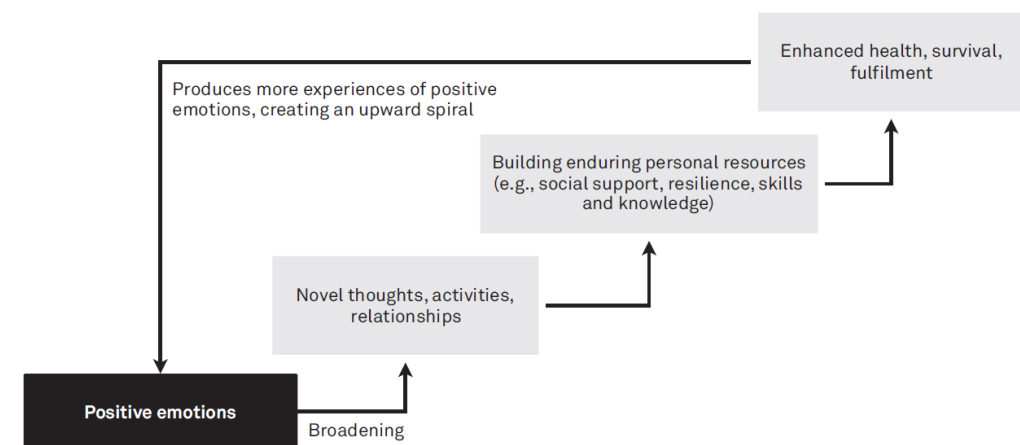 Enhanced health, survival,
fulfilment
Produces more experiences of positive
emotions, creating an upward spiral
Building enduring personal resources
(e.g., social support, resilience, skills
and knowledge)
Novel thoughts, activities,
relationships
Positive emotions
Broadening